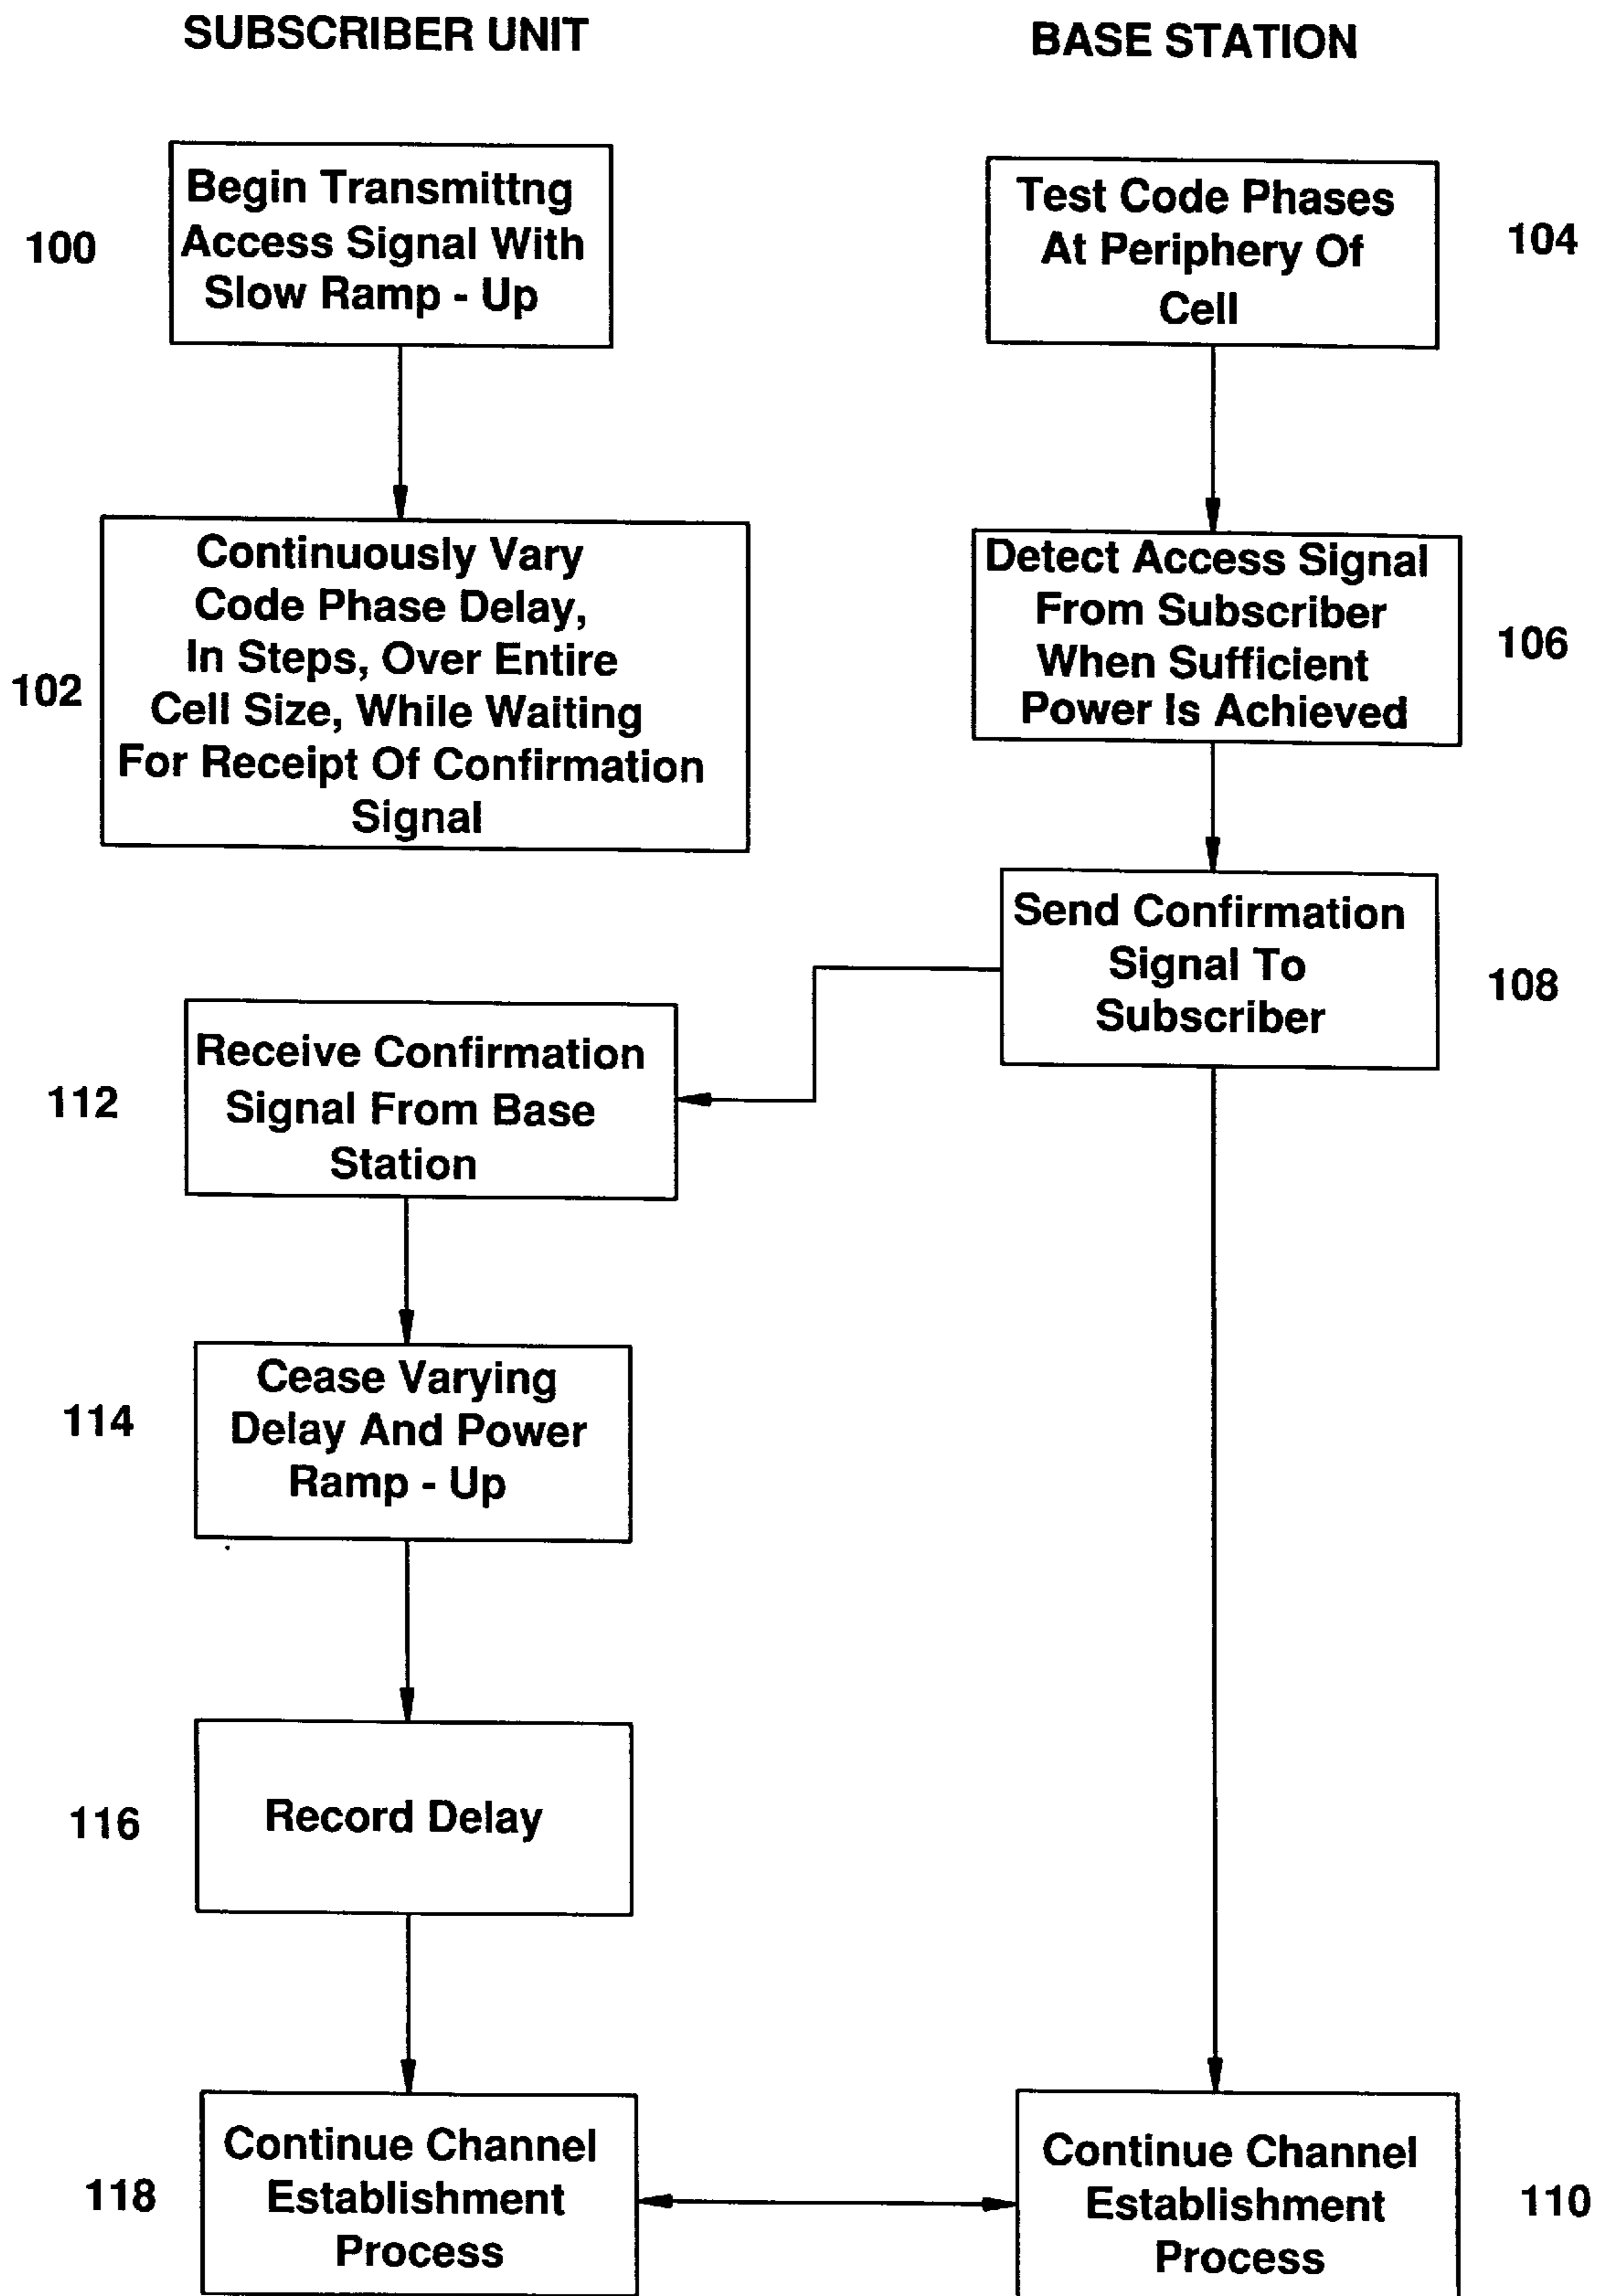 SUBSCRIBER UNIT
BASE STATION
100
Begin Transmittng
Access Signal With
Slow Ramp - Up
Test Code Phases
At Periphery Of
Cell
104
102
Continuously Vary
Code Phase Delay,
In Steps, Over Entire
Cell Size, While Waiting
For Receipt Of Confirmation
Signal
Detect Access Signal
From Subscriber
When Sufficient
Power Is Achieved
106
Send Confirmation
Signal To
Subscriber
108
112
Receive Confirmation
Signal From Base
Station
114
Cease Varying
Delay And Power
Ramp - Up
116
Record Delay
118
Continue Channel
Establishment
Process
Continue Channel
Establishment
Process
110